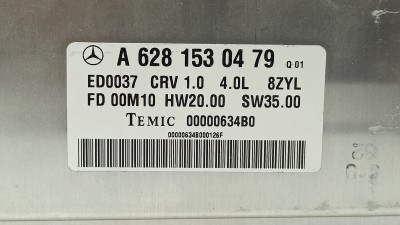 A 628 153 04 79 Q 01
ED0037 CRV 1.0 4.0L 8ZYL
FD 00M10 HW20.00 SW35.00
TEMIC 00000634B0
00000634B000126F